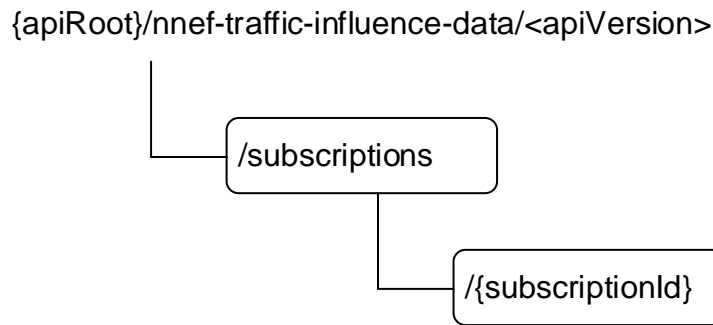 {apiRoot}/nnef-traffic-influence-data/<apiVersion>
/subscriptions
/{subscriptionId}